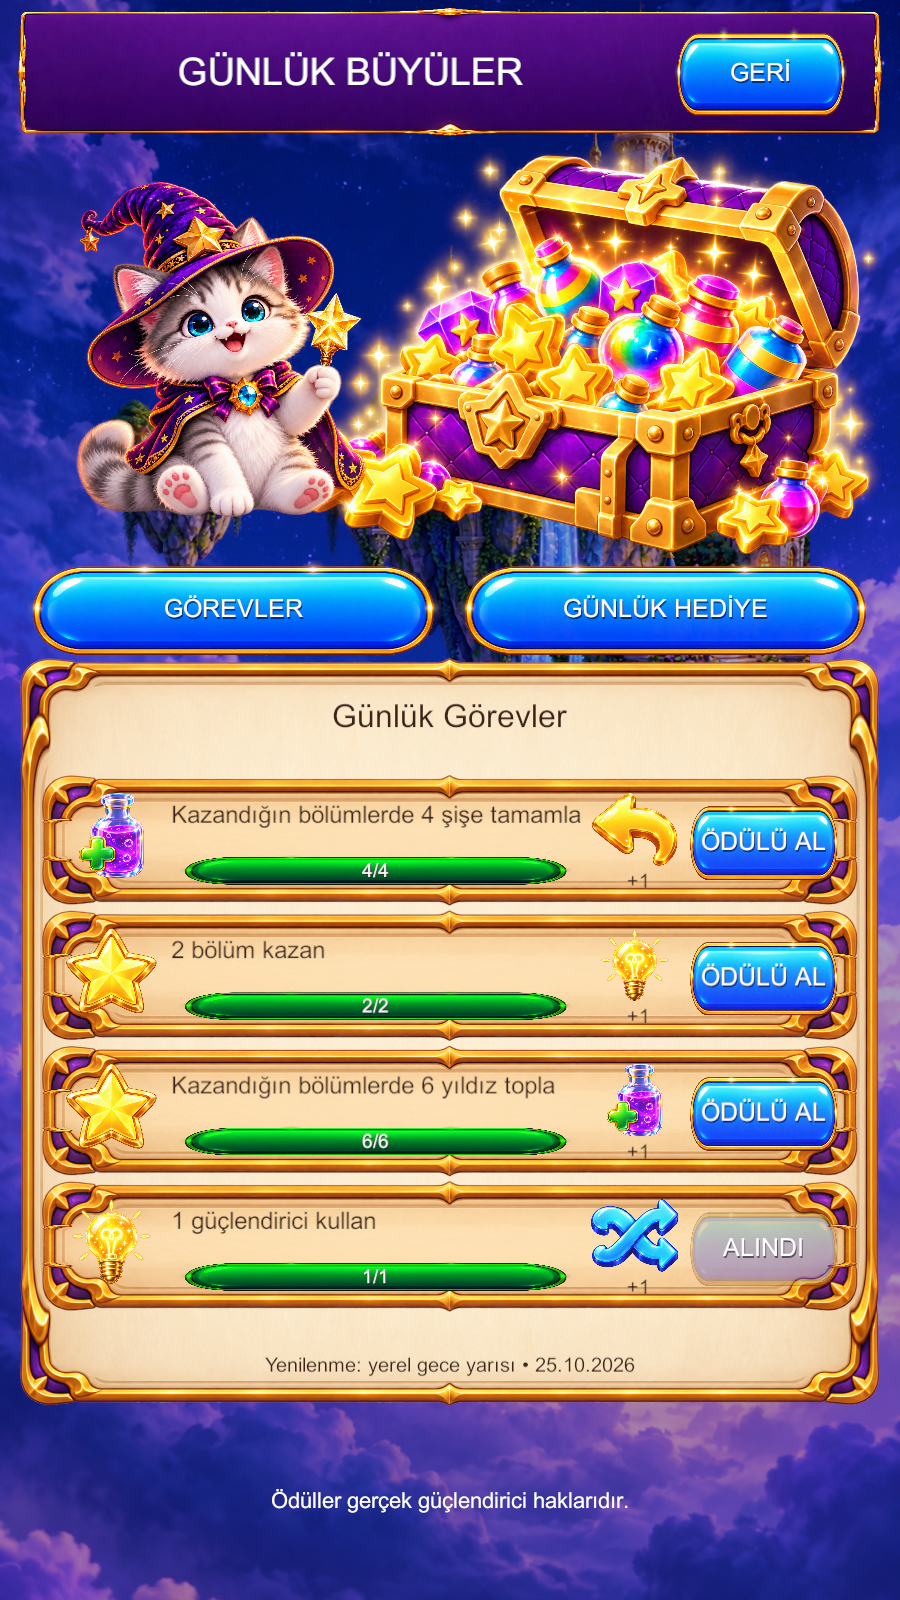 GÜNLÜK BÜYÜLER
GERİ
GÖREVLER
GÜNLÜK HEDİYE
Günlük Görevler
Kazandığın bölümlerde 4 şişe tamamla
4/4
+1
ÖDÜLÜ AL
2 bölüm kazan
2/2
+1
ÖDÜLÜ AL
Kazandığın bölümlerde 6 yıldız topla
6/6
+1
ÖDÜLÜ AL
1 güçlendirici kullan
1/1
+1
ALINDI
Yenilenme: yerel gece yarısı • 25.10.2026
Ödüller gerçek güçlendirici haklarıdır.